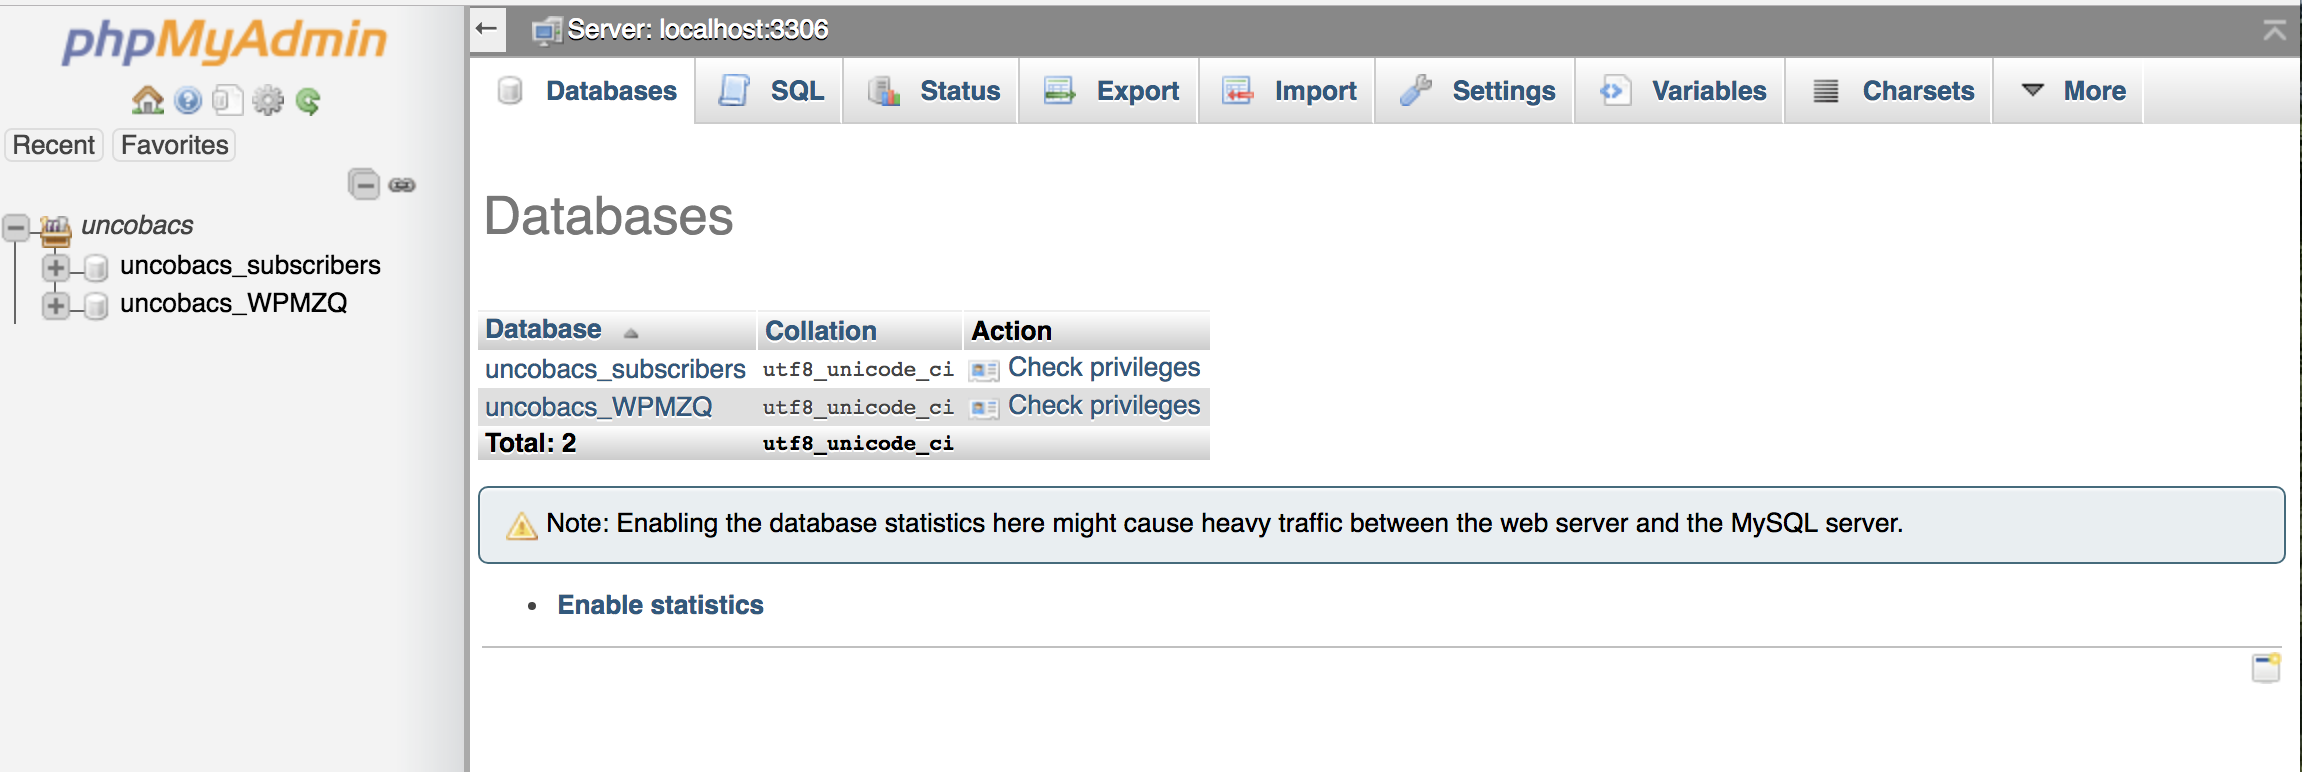 phpMyAdmin
Recent Favorites
uncobacs
uncobacs_subscribers
uncobacs_WPMZQ
Server: localhost:3306
Databases SQL Status Export Import Settings Variables Charsets More
Databases
Database Collation Action
uncobacs_subscribers utf8_unicode_ci Check privileges
uncobacs_WPMZQ utf8_unicode_ci Check privileges
Total: 2 utf8_unicode_ci
Note: Enabling the database statistics here might cause heavy traffic between the web server and the MySQL server.
Enable statistics